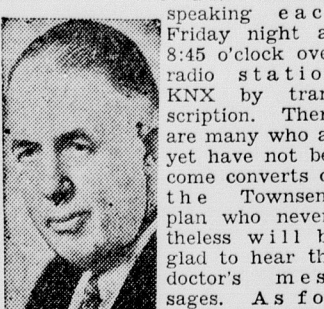 speaking eac
Friday night a
8:45 o'clock ove
radio statio
KNX by tran
scription. Ther
are many who a
yet have not be
come converts o
the Townsen
plan who never
theless will b
glad to hear th
doctor's mes
sages. As fo